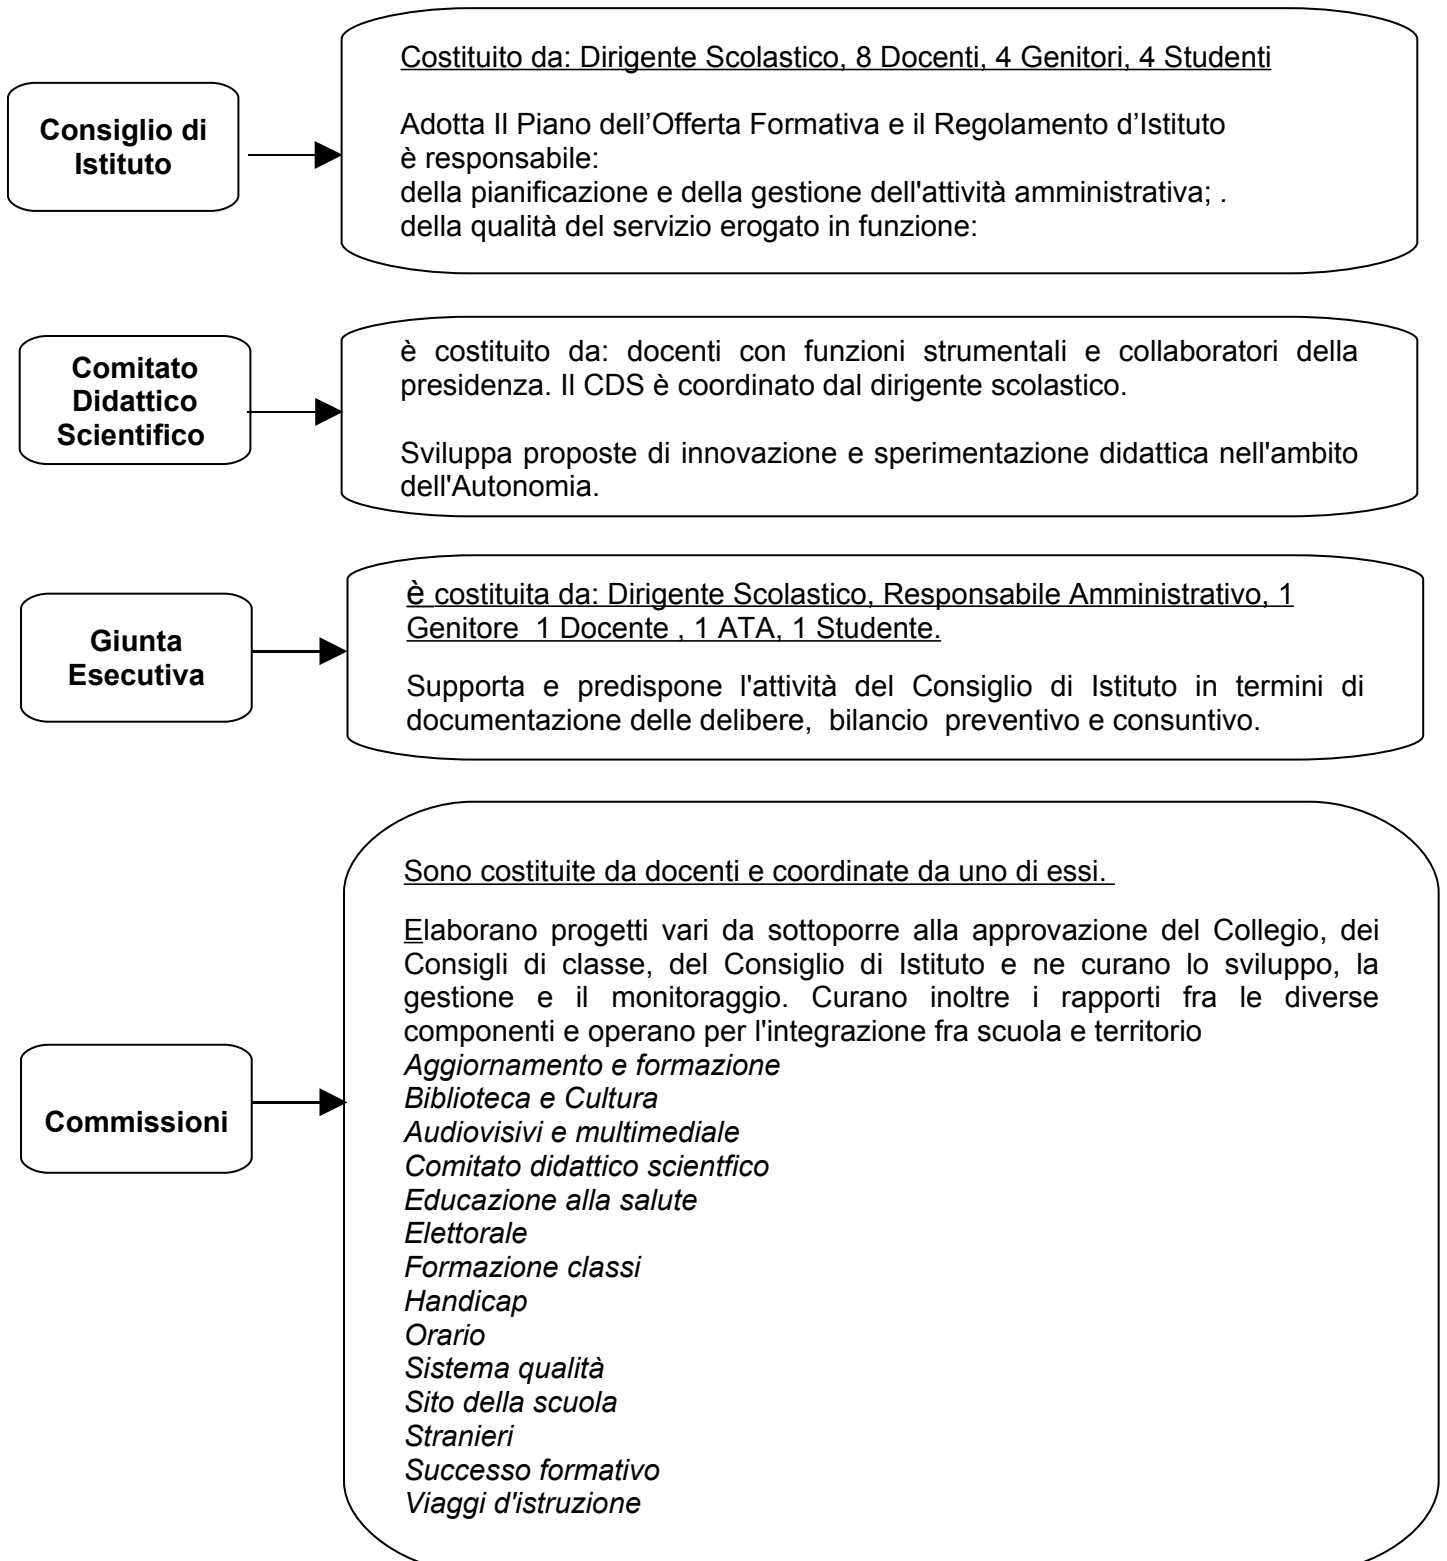 Consiglio di
Istituto
Costituito da: Dirigente Scolastico, 8 Docenti, 4 Genitori, 4 Studenti
Adotta Il Piano dell’Offerta Formativa e il Regolamento d’Istituto
è responsabile:
della pianificazione e della gestione dell'attività amministrativa; .
della qualità del servizio erogato in funzione:
Comitato
Didattico
Scientifico
è costituito da: docenti con funzioni strumentali e collaboratori della
presidenza. Il CDS è coordinato dal dirigente scolastico.
Sviluppa proposte di innovazione e sperimentazione didattica nell'ambito
dell'Autonomia.
Giunta
Esecutiva
è costituita da: Dirigente Scolastico, Responsabile Amministrativo, 1
Genitore 1 Docente , 1 ATA, 1 Studente.
Supporta e predispone l'attività del Consiglio di Istituto in termini di
documentazione delle delibere, bilancio preventivo e consuntivo.
Commissioni
Sono costituite da docenti e coordinate da uno di essi.
Elaborano progetti vari da sottoporre alla approvazione del Collegio, dei
Consigli di classe, del Consiglio di Istituto e ne curano lo sviluppo, la
gestione e il monitoraggio. Curano inoltre i rapporti fra le diverse
componenti e operano per l'integrazione fra scuola e territorio
Aggiornamento e formazione
Biblioteca e Cultura
Audiovisivi e multimediale
Comitato didattico scientfico
Educazione alla salute
Elettorale
Formazione classi
Handicap
Orario
Sistema qualità
Sito della scuola
Stranieri
Successo formativo
Viaggi d'istruzione